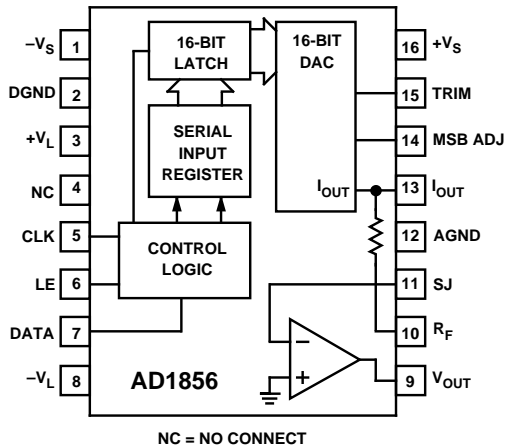 –VS 1
DGND 2
+VL 3
NC 4
CLK 5
LE 6
DATA 7
–VL 8
16-BIT
LATCH
SERIAL
INPUT
REGISTER
CONTROL
LOGIC
16-BIT
DAC
IOUT
16 +VS
15 TRIM
14 MSB ADJ
13 IOUT
12 AGND
11 SJ
10 RF
9 VOUT
–
+
AD1856
NC = NO CONNECT